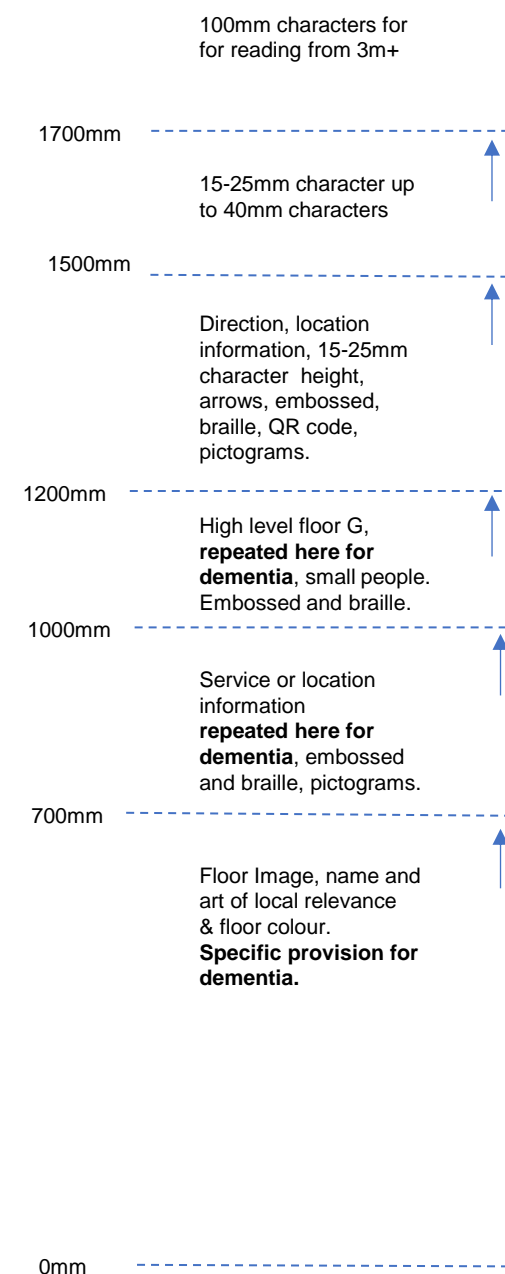 100mm characters for
for reading from 3m+
1700mm
15-25mm character up
to 40mm characters
1500mm
Direction, location
information, 15-25mm
character height,
arrows, embossed,
braille, QR code,
pictograms.
1200mm
High level floor G,
repeated here for
dementia, small people.
Embossed and braille.
1000mm
Service or location
information
repeated here for
dementia, embossed
and braille, pictograms.
700mm
Floor Image, name and
art of local relevance
& floor colour.
Specific provision for
dementia.
0mm